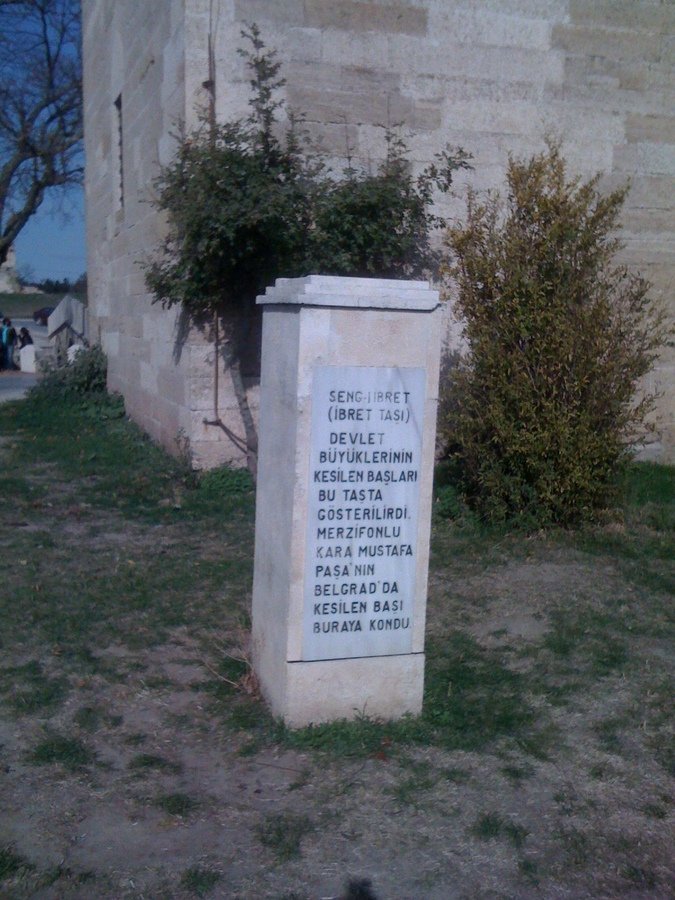 SENG-İ İBRET
(İBRET TAŞI)
DEVLET
BÜYÜKLERİNİN
KESİLEN BAŞLARI
BU TAŞTA
GÖSTERİLİRDİ.
MERZİFONLU
KARA MUSTAFA
PAŞA'NIN
BELGRAD'DA
KESİLEN BAŞI
BURAYA KONDU.